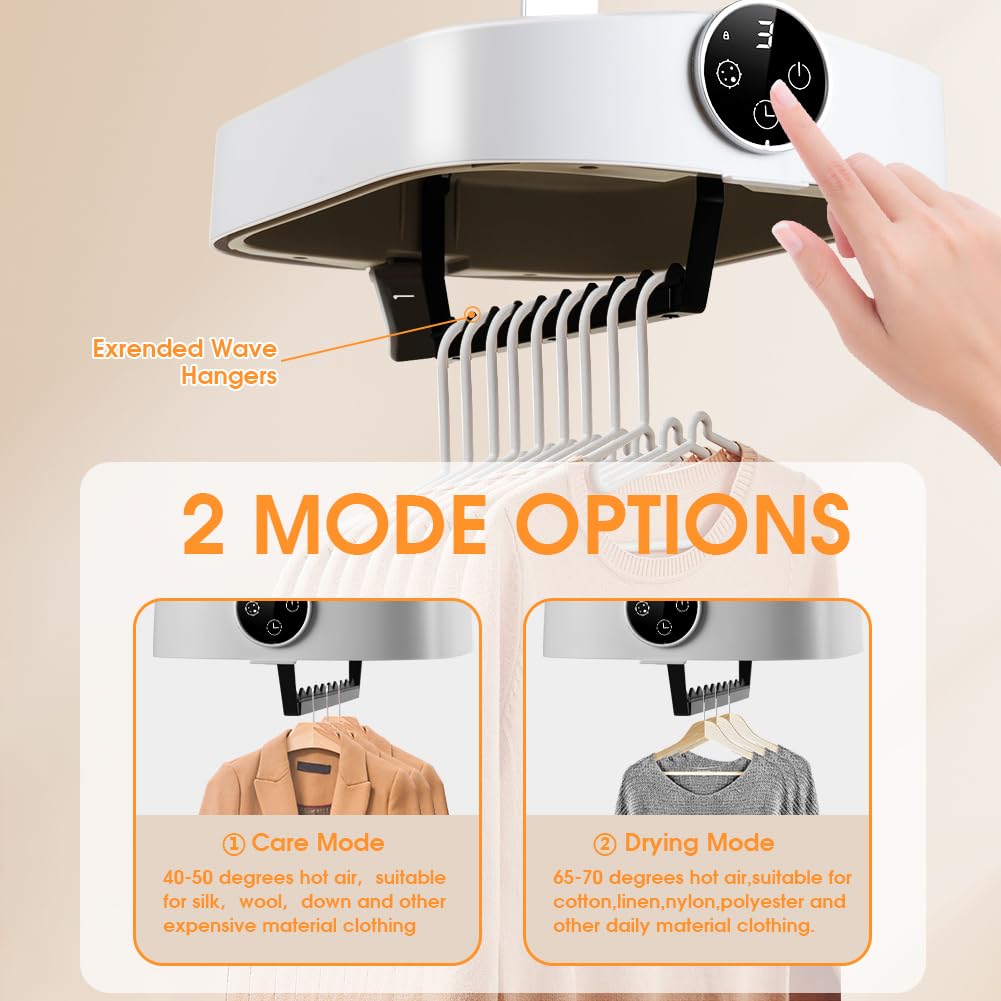 3
Exrended Wave
Hangers
2 MODE OPTIONS
① Care Mode
40-50 degrees hot air, suitable
for silk, wool, down and other
expensive material clothing
② Drying Mode
65-70 degrees hot air,suitable for
cotton,linen,nylon,polyester and
other daily material clothing.